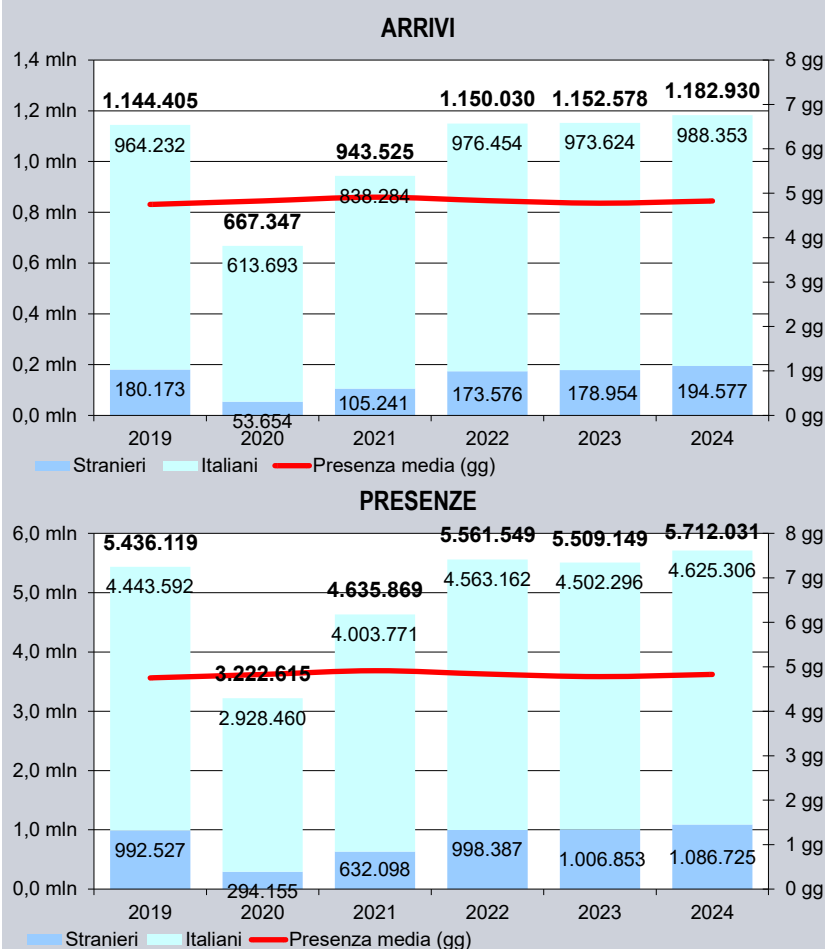 ARRIVI
1,4 mln 8 gg
1.144.405 1.150.030 1.152.578 1.182.930
1,2 mln 7 gg
964.232 943.525 976.454 973.624 988.353
1,0 mln 6 gg
838.284
0,8 mln 667.347 5 gg
4 gg
0,6 mln 613.693
3 gg
0,4 mln 2 gg
0,2 mln 1 gg
180.173 53.654 105.241 173.576 178.954 194.577
0,0 mln 0 gg
2019 2020 2021 2022 2023 2024
Stranieri Italiani Presenza media (gg)
PRESENZE
6,0 mln 8 gg
5.436.119 5.561.549 5.509.149 5.712.031
4.443.592 4.563.162 4.502.296 4.625.306
7 gg
5,0 mln 4.635.869
6 gg
4,0 mln 4.003.771
3.222.615 5 gg
3,0 mln 2.928.460 4 gg
3 gg
2,0 mln
2 gg
1,0 mln 1 gg
992.527 294.155 632.098 998.387 1.006.853 1.086.725
0,0 mln 0 gg
2019 2020 2021 2022 2023 2024
Stranieri Italiani Presenza media (gg)